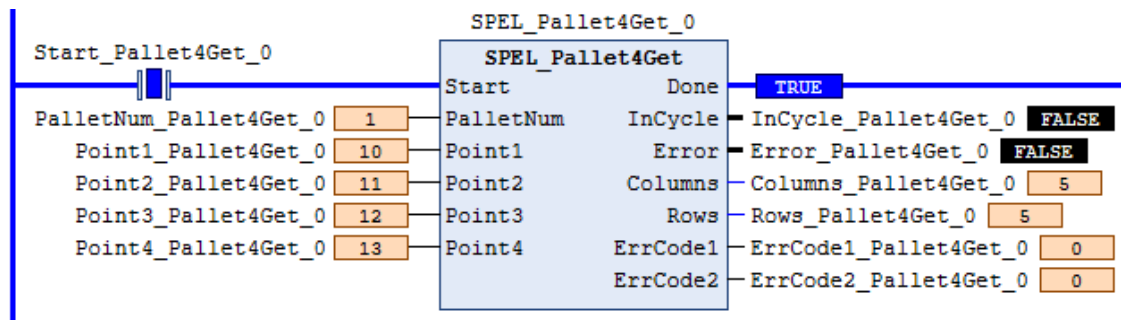 SPEL_Pallet4Get_0
Start_Pallet4Get_0
SPEL_Pallet4Get
Start Done TRUE
PalletNum_Pallet4Get_0 1 PalletNum InCycle InCycle_Pallet4Get_0 FALSE
Point1_Pallet4Get_0 10 Point1 Error Error_Pallet4Get_0 FALSE
Point2_Pallet4Get_0 11 Point2 Columns Columns_Pallet4Get_0 5
Point3_Pallet4Get_0 12 Point3 Rows Rows_Pallet4Get_0 5
Point4_Pallet4Get_0 13 Point4 ErrCode1 ErrCode1_Pallet4Get_0 0
ErrCode2 ErrCode2_Pallet4Get_0 0